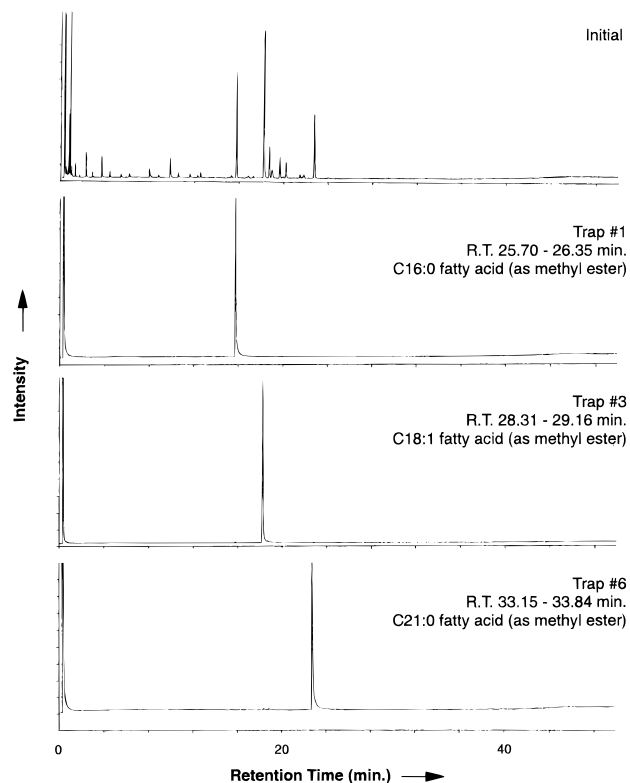 Initial
Trap #1
R.T. 25.70 - 26.35 min.
C16:0 fatty acid (as methyl ester)
Trap #3
R.T. 28.31 - 29.16 min.
C18:1 fatty acid (as methyl ester)
Trap #6
R.T. 33.15 - 33.84 min.
C21:0 fatty acid (as methyl ester)
Intensity
0 20 40
Retention Time (min.)